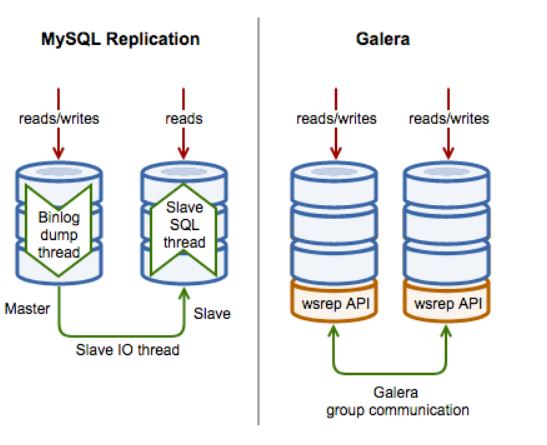 MySQL Replication
Galera
reads/writes
reads
reads/writes
reads/writes
Binlog
dump
thread
Slave
SQL
thread
wsrep API
wsrep API
Master
Slave
Slave IO thread
Galera
group communication